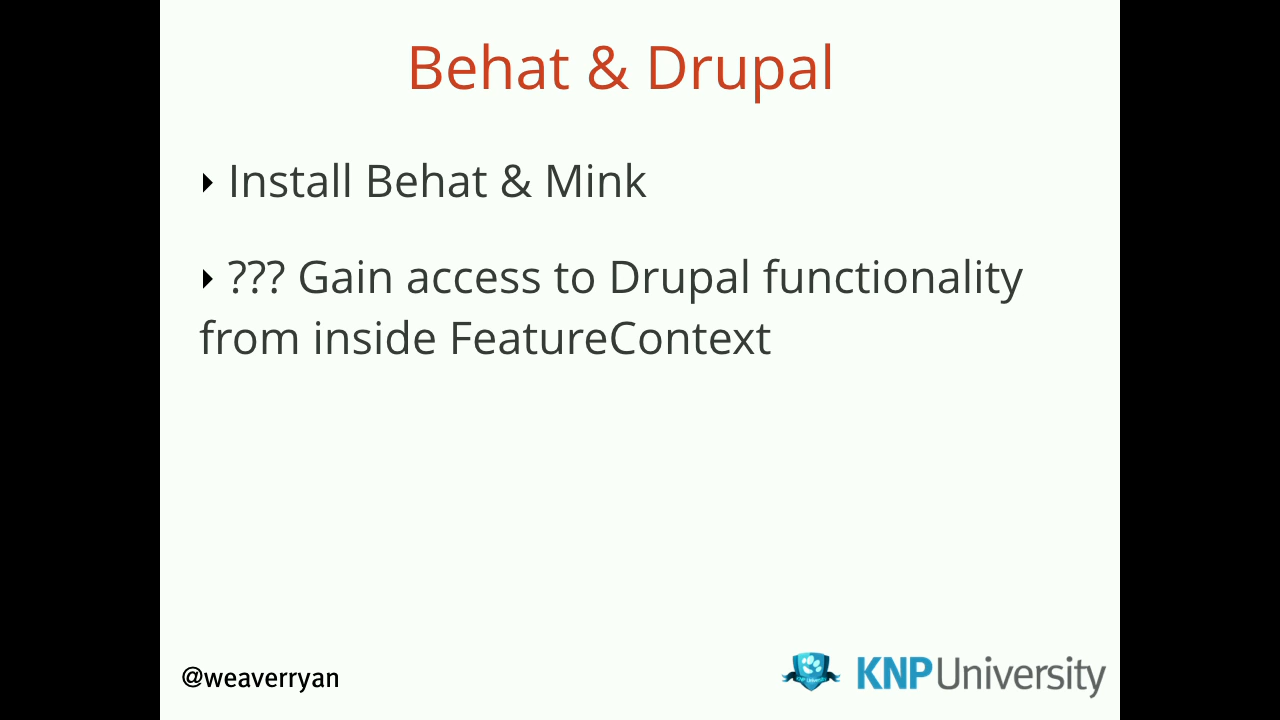 Behat & Drupal
‣ Install Behat & Mink
‣ ??? Gain access to Drupal functionality
from inside FeatureContext
@weaverryan
KNPUniversity